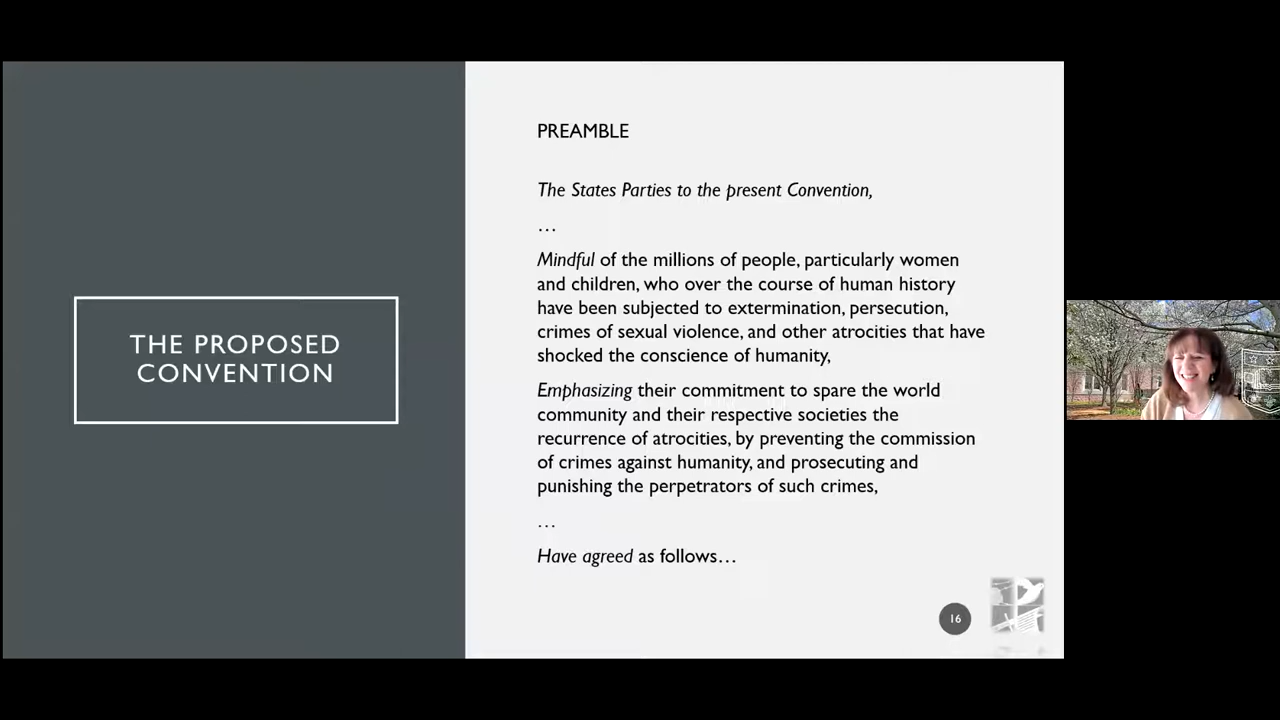 THE PROPOSED
CONVENTION
PREAMBLE
The States Parties to the present Convention,
…
Mindful of the millions of people, particularly women
and children, who over the course of human history
have been subjected to extermination, persecution,
crimes of sexual violence, and other atrocities that have
shocked the conscience of humanity,
Emphasizing their commitment to spare the world
community and their respective societies the
recurrence of atrocities, by preventing the commission
of crimes against humanity, and prosecuting and
punishing the perpetrators of such crimes,
…
Have agreed as follows…
16